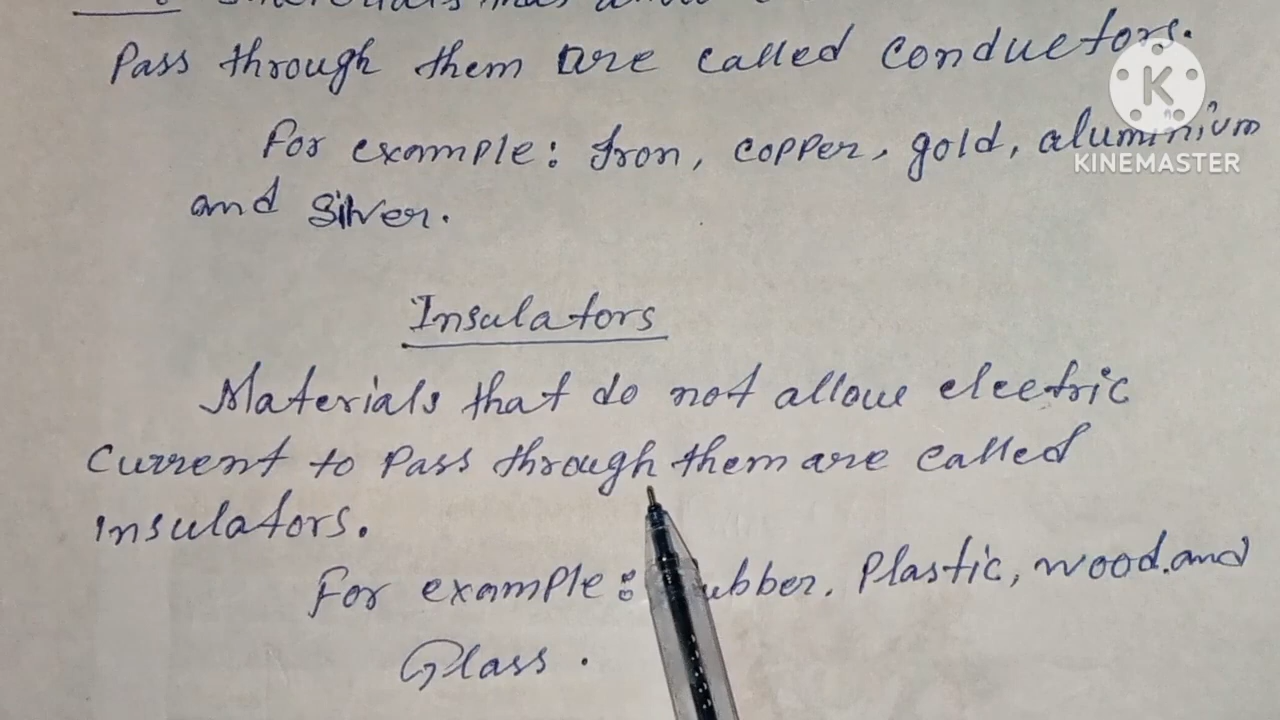 Pass through them are called conductors.
For example: Iron, copper, gold, aluminium
and Silver.
Insulators
Materials that do not allow electric
Current to Pass through them are called
insulators.
For example: Rubber, Plastic, wood.and
Glass.
K
KINEMASTER